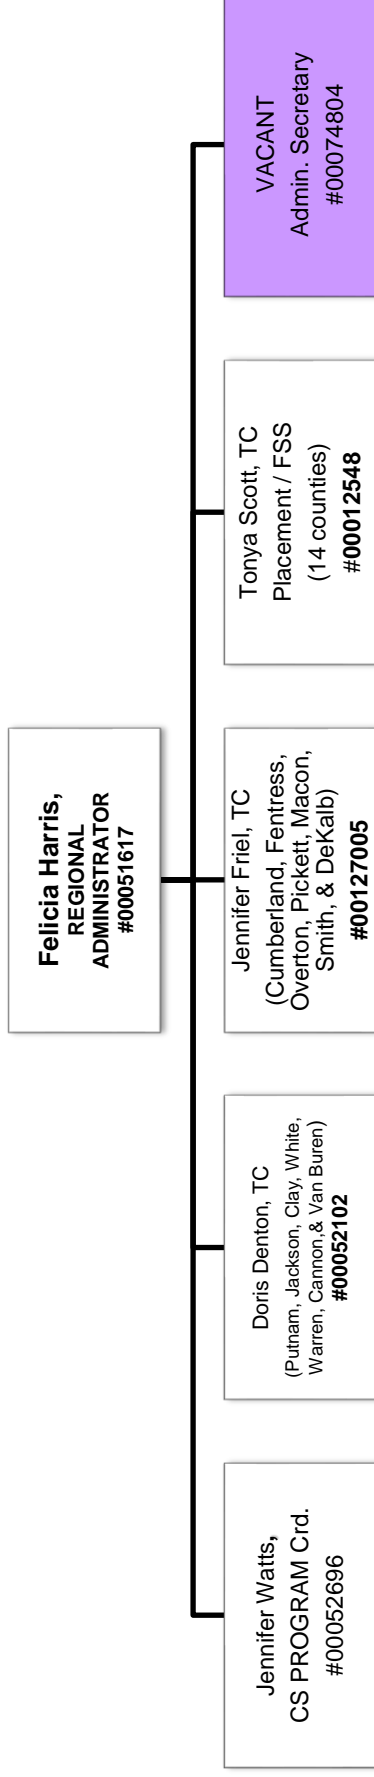 Felicia Harris,
REGIONAL
ADMINISTRATOR
#00051617
Jennifer Watts,
CS PROGRAM Crd.
#00052696
Doris Denton, TC
(Putnam, Jackson, Clay, White,
Warren, Cannon,& Van Buren)
#00052102
Jennifer Friel, TC
(Cumberland, Fentress,
Overton, Pickett, Macon,
Smith, & DeKalb)
#00127005
Tonya Scott, TC
Placement / FSS
(14 counties)
#00012548
VACANT
Admin. Secretary
#00074804